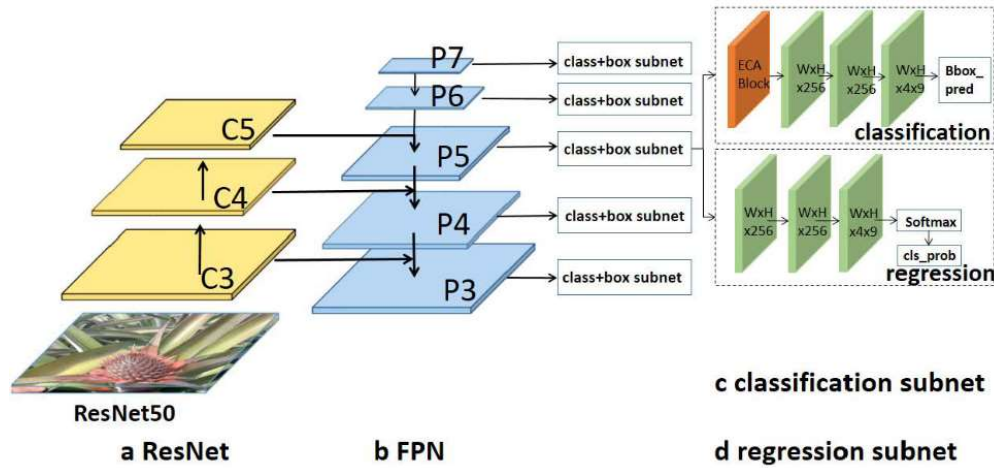 P7
class+box subnet
P6
class+box subnet
C5
P5
class+box subnet
C4
P4
class+box subnet
C3
P3
class+box subnet
ECA
Block
WxH
x256
WxH
x256
WxH
x4x9
Bbox_
pred
classification
WxH
x256
WxH
x256
WxH
x4x9
Softmax
cls_prob
regression
ResNet50
a ResNet
b FPN
c classification subnet
d regression subnet